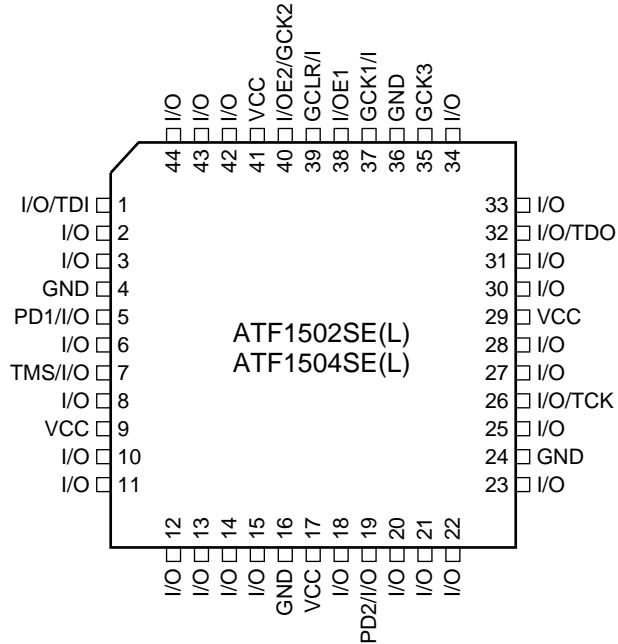 I/O
I/O
I/O
VCC
I/OE2/GCK2
GCLR/I
I/OE1
GCK1/I
GND
GCK3
I/O
44
43
42
41
40
39
38
37
36
35
34
I/O/TDI 1
I/O 2
I/O 3
GND 4
PD1/I/O 5
I/O 6
TMS/I/O 7
I/O 8
VCC 9
I/O 10
I/O 11
ATF1502SE(L)
ATF1504SE(L)
33 I/O
32 I/O/TDO
31 I/O
30 I/O
29 VCC
28 I/O
27 I/O
26 I/O/TCK
25 I/O
24 GND
23 I/O
12
13
14
15
16
17
18
19
20
21
22
I/O
I/O
I/O
I/O
GND
VCC
I/O
PD2/I/O
I/O
I/O
I/O